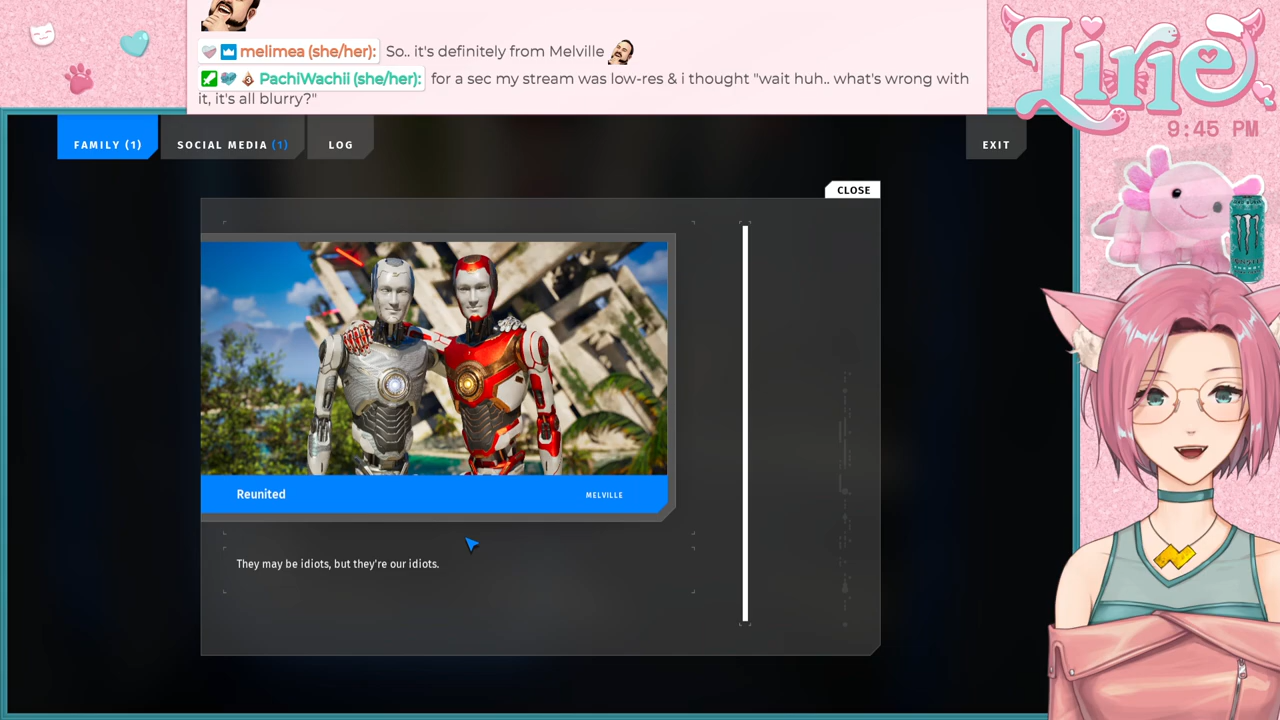 melimea (she/her): So.. it's definitely from Melville
PachiWachii (she/her): for a sec my stream was low-res & i thought "wait huh.. what's wrong with
it, it's all blurry?"
Lirie
9:45 PM
FAMILY (1)
SOCIAL MEDIA (1)
LOG
EXIT
CLOSE
Reunited
MELVILLE
They may be idiots, but they're our idiots.